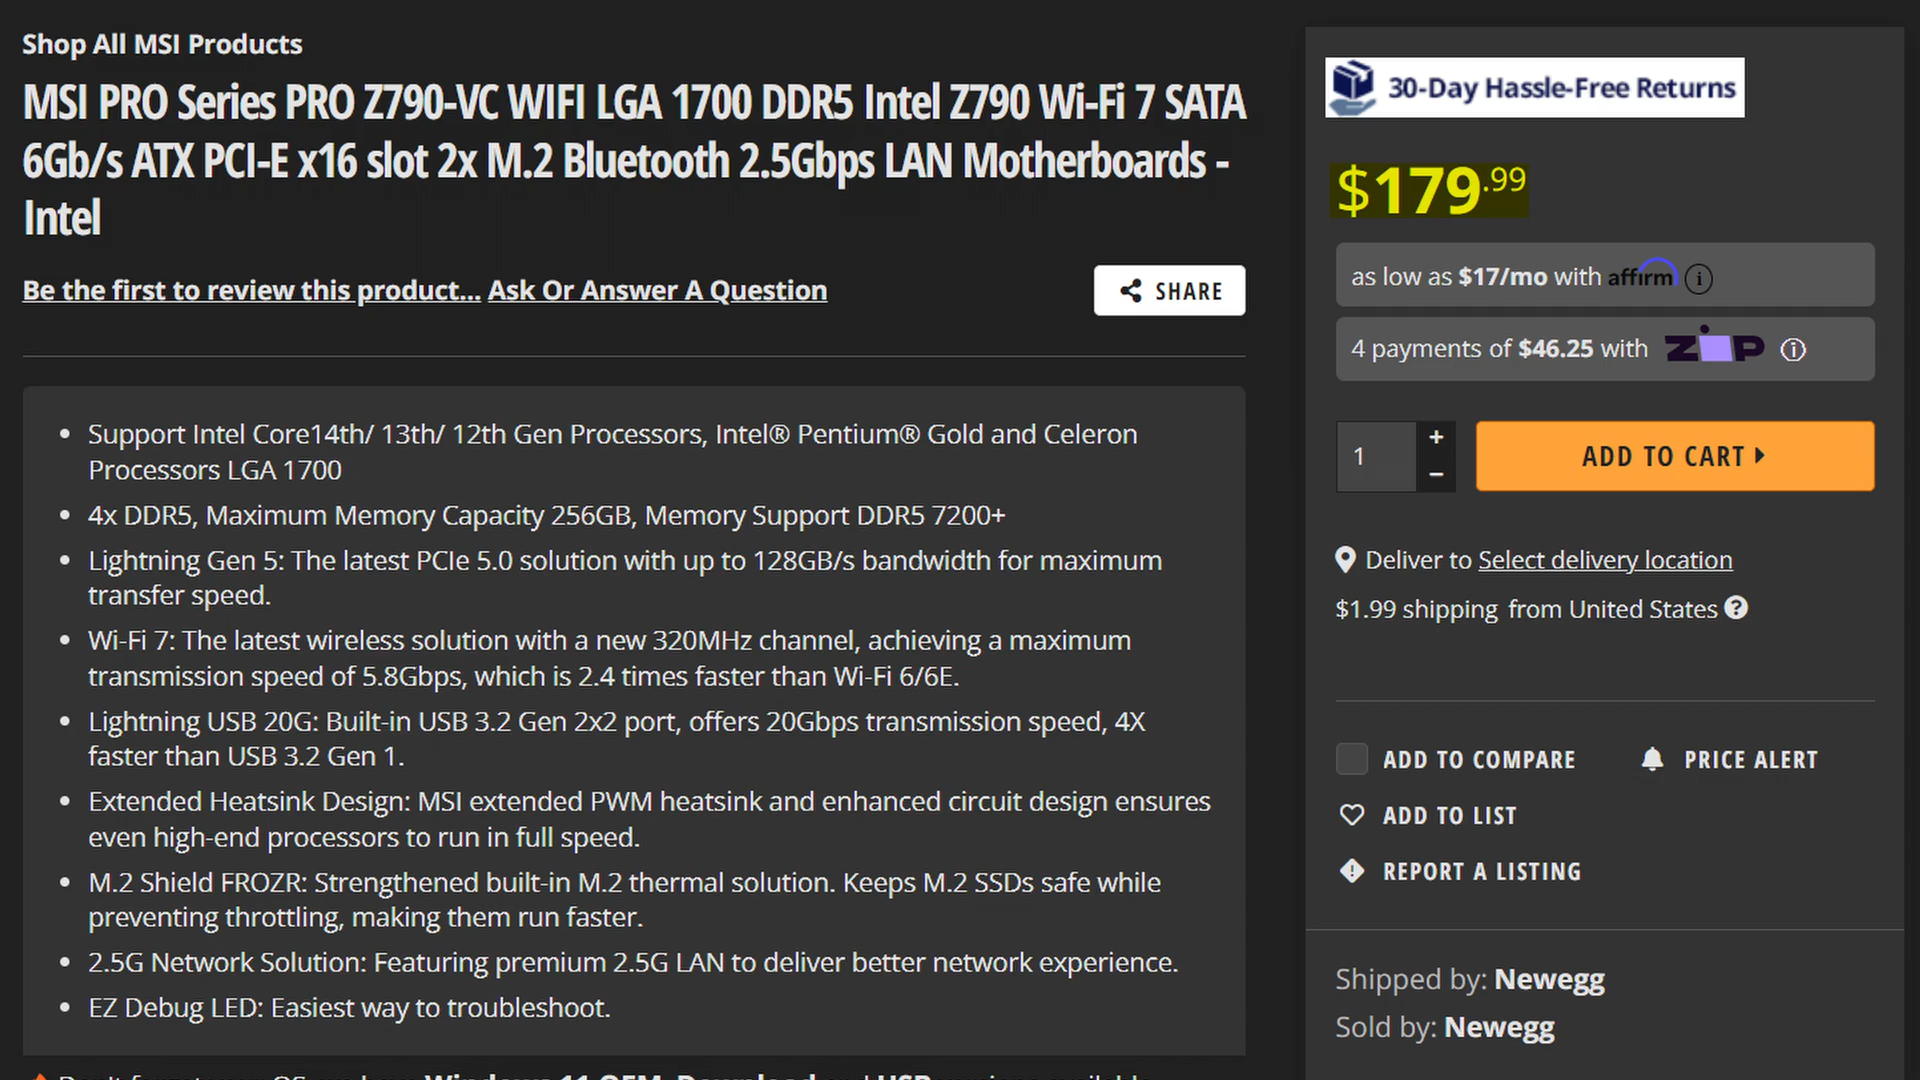 Shop All MSI Products
MSI PRO Series PRO Z790-VC WIFI LGA 1700 DDR5 Intel Z790 Wi-Fi 7 SATA
6Gb/s ATX PCI-E x16 slot 2x M.2 Bluetooth 2.5Gbps LAN Motherboards -
Intel
Be the first to review this product... Ask Or Answer A Question
SHARE
Support Intel Core14th/ 13th/ 12th Gen Processors, Intel® Pentium® Gold and Celeron
Processors LGA 1700
4x DDR5, Maximum Memory Capacity 256GB, Memory Support DDR5 7200+
Lightning Gen 5: The latest PCIe 5.0 solution with up to 128GB/s bandwidth for maximum
transfer speed.
Wi-Fi 7: The latest wireless solution with a new 320MHz channel, achieving a maximum
transmission speed of 5.8Gbps, which is 2.4 times faster than Wi-Fi 6/6E.
Lightning USB 20G: Built-in USB 3.2 Gen 2x2 port, offers 20Gbps transmission speed, 4X
faster than USB 3.2 Gen 1.
Extended Heatsink Design: MSI extended PWM heatsink and enhanced circuit design ensures
even high-end processors to run in full speed.
M.2 Shield FROZR: Strengthened built-in M.2 thermal solution. Keeps M.2 SSDs safe while
preventing throttling, making them run faster.
2.5G Network Solution: Featuring premium 2.5G LAN to deliver better network experience.
EZ Debug LED: Easiest way to troubleshoot.
Windows 11 OEM, Download USB
30-Day Hassle-Free Returns
$179.99
as low as $17/mo with affirm
4 payments of $46.25 with zip
1 + −
ADD TO CART
Deliver to Select delivery location
$1.99 shipping from United States
ADD TO COMPARE
PRICE ALERT
ADD TO LIST
REPORT A LISTING
Shipped by: Newegg
Sold by: Newegg